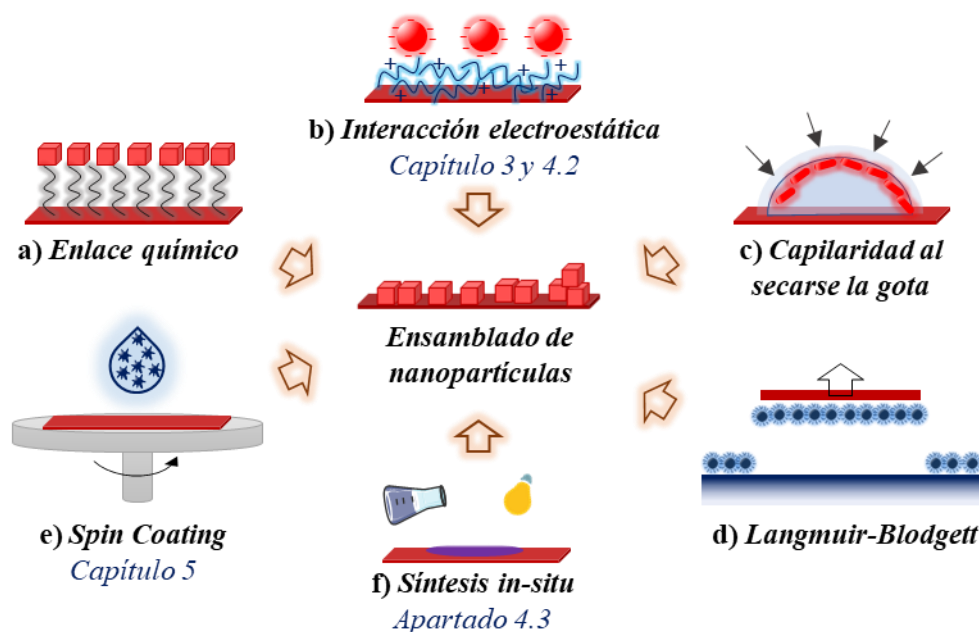 b) Interacción electroestática
Capítulo 3 y 4.2
a) Enlace químico
c) Capilaridad al
secarse la gota
Ensamblado de
nanopartículas
e) Spin Coating
Capítulo 5
d) Langmuir-Blodgett
f) Síntesis in-situ
Apartado 4.3